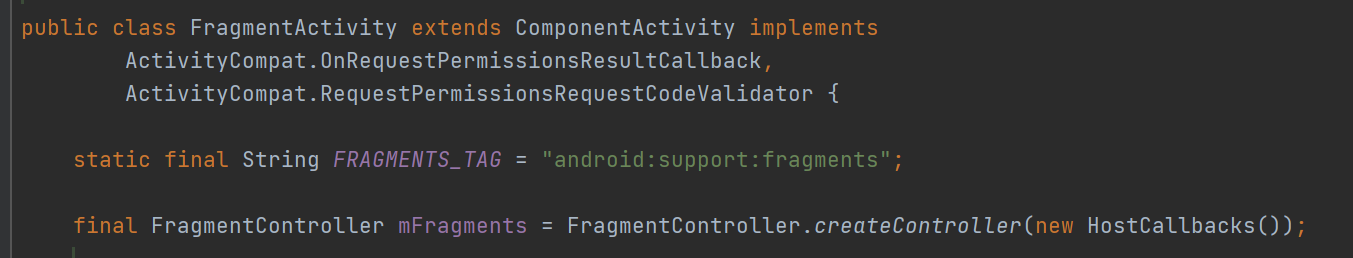 public class FragmentActivity extends ComponentActivity implements
ActivityCompat.OnRequestPermissionsResultCallback,
ActivityCompat.RequestPermissionsRequestCodeValidator {
static final String FRAGMENTS_TAG = "android:support:fragments";
final FragmentController mFragments = FragmentController.createController(new HostCallbacks());